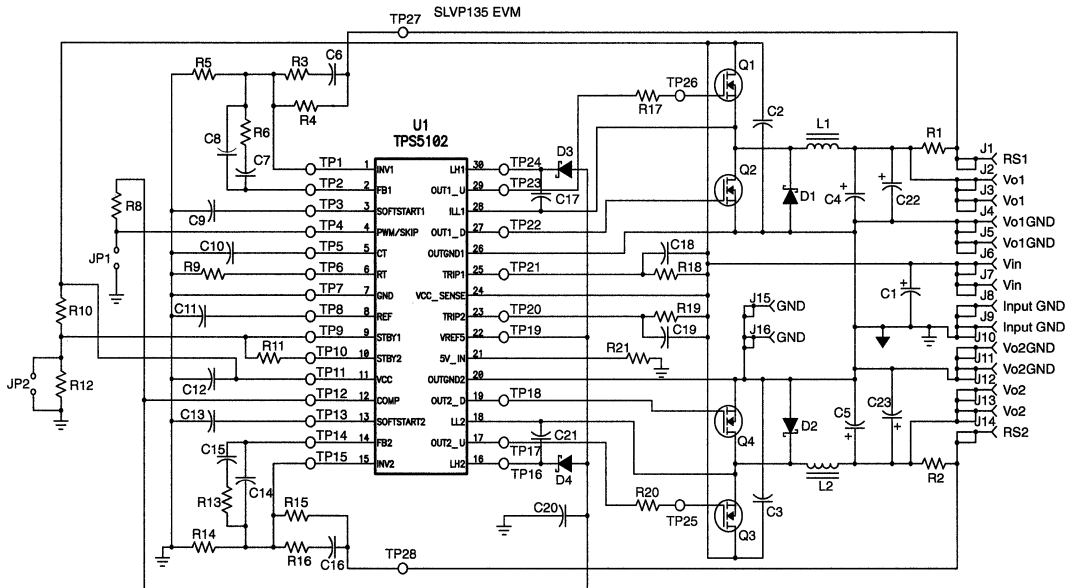 SLVP135 EVM
TP27
R5
R3
C6
R4
C8
R6
C7
U1
TPS5102
Q1
TP26
R17
C2
L1
R1
J1
RS1
J2
Vo1
J3
Vo1
J4
Vo1GND
J5
Vo1GND
J6
Vin
J7
Vin
J8
Input GND
J9
Input GND
J10
Vo2GND
J11
Vo2GND
J12
Vo2
J13
Vo2
J14
RS2
TP1 1 INV1
LH1 30 TP24 D3
TP2 2 FB1
OUT1_U 29 TP23
C17
Q2
D1
C4 +
C22 +
R8
C9 TP3 3 SOFTSTART1
ILL1 28
TP4 4 PWM/SKIP
OUT1_D 27 TP22
JP1
C10 TP5 5 CT
OUTGND1 26
C18
R9 TP6 6 RT
TRIP1 25 TP21 R18
TP7 7 GND
VCC_SENSE 24
C1 +
R10
C11 TP8 8 REF
TRIP2 23 TP20 R19
C19
J15 GND
J16 GND
TP9 9 STBY1
VREF5 22 TP19
R11 TP10 10 STBY2
5V_IN 21 R21
JP2
R12
C12 TP11 11 VCC
OUTGND2 20
TP12 12 COMP
OUT2_D 19 TP18
C13 TP13 13 SOFTSTART2
LL2 18
C21
Q4
D2
C5 +
C23 +
TP14 14 FB2
OUT2_U 17 TP17
C15
TP15 15 INV2
LH2 16 TP16 D4
L2
R2
C14
R13
R15
R20
TP25
C3
C20
R14
R16
C16
Q3
TP28